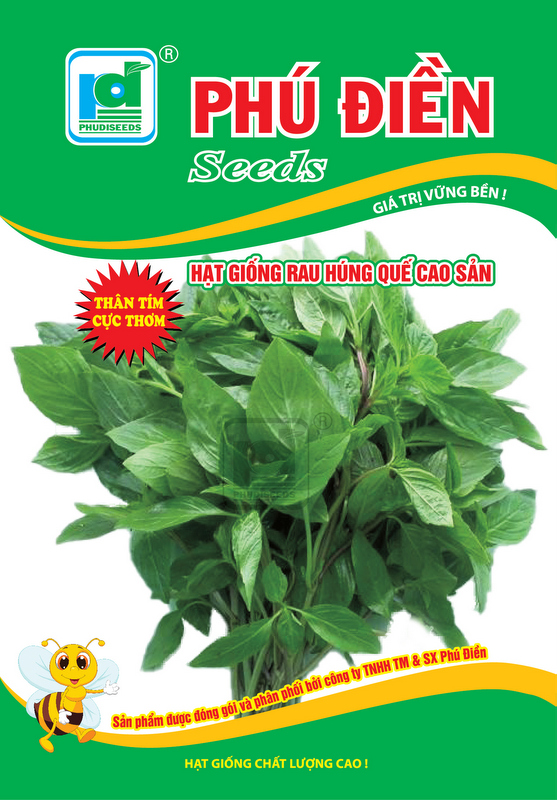 PHUDISEEDS
®
PHÚ ĐIỀN
Seeds
GIÁ TRỊ VỮNG BỀN !
HẠT GIỐNG RAU HÚNG QUẾ CAO SẢN
THÂN TÍM
CỰC THƠM
PHUDISEEDS
®
Sản phẩm được đóng gói và phân phối bởi công ty TNHH TM & SX Phú Điền
HẠT GIỐNG CHẤT LƯỢNG CAO !